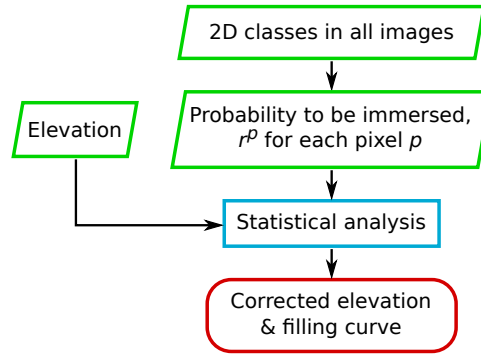 2D classes in all images
Probability to be immersed,
r^p for each pixel p
Elevation
Statistical analysis
Corrected elevation
& filling curve